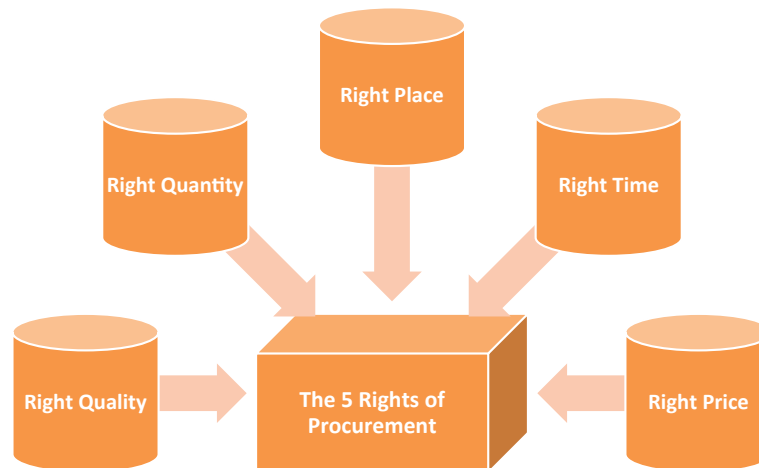 Right Place
Right Quantity
Right Time
Right Quality
The 5 Rights of
Procurement
Right Price